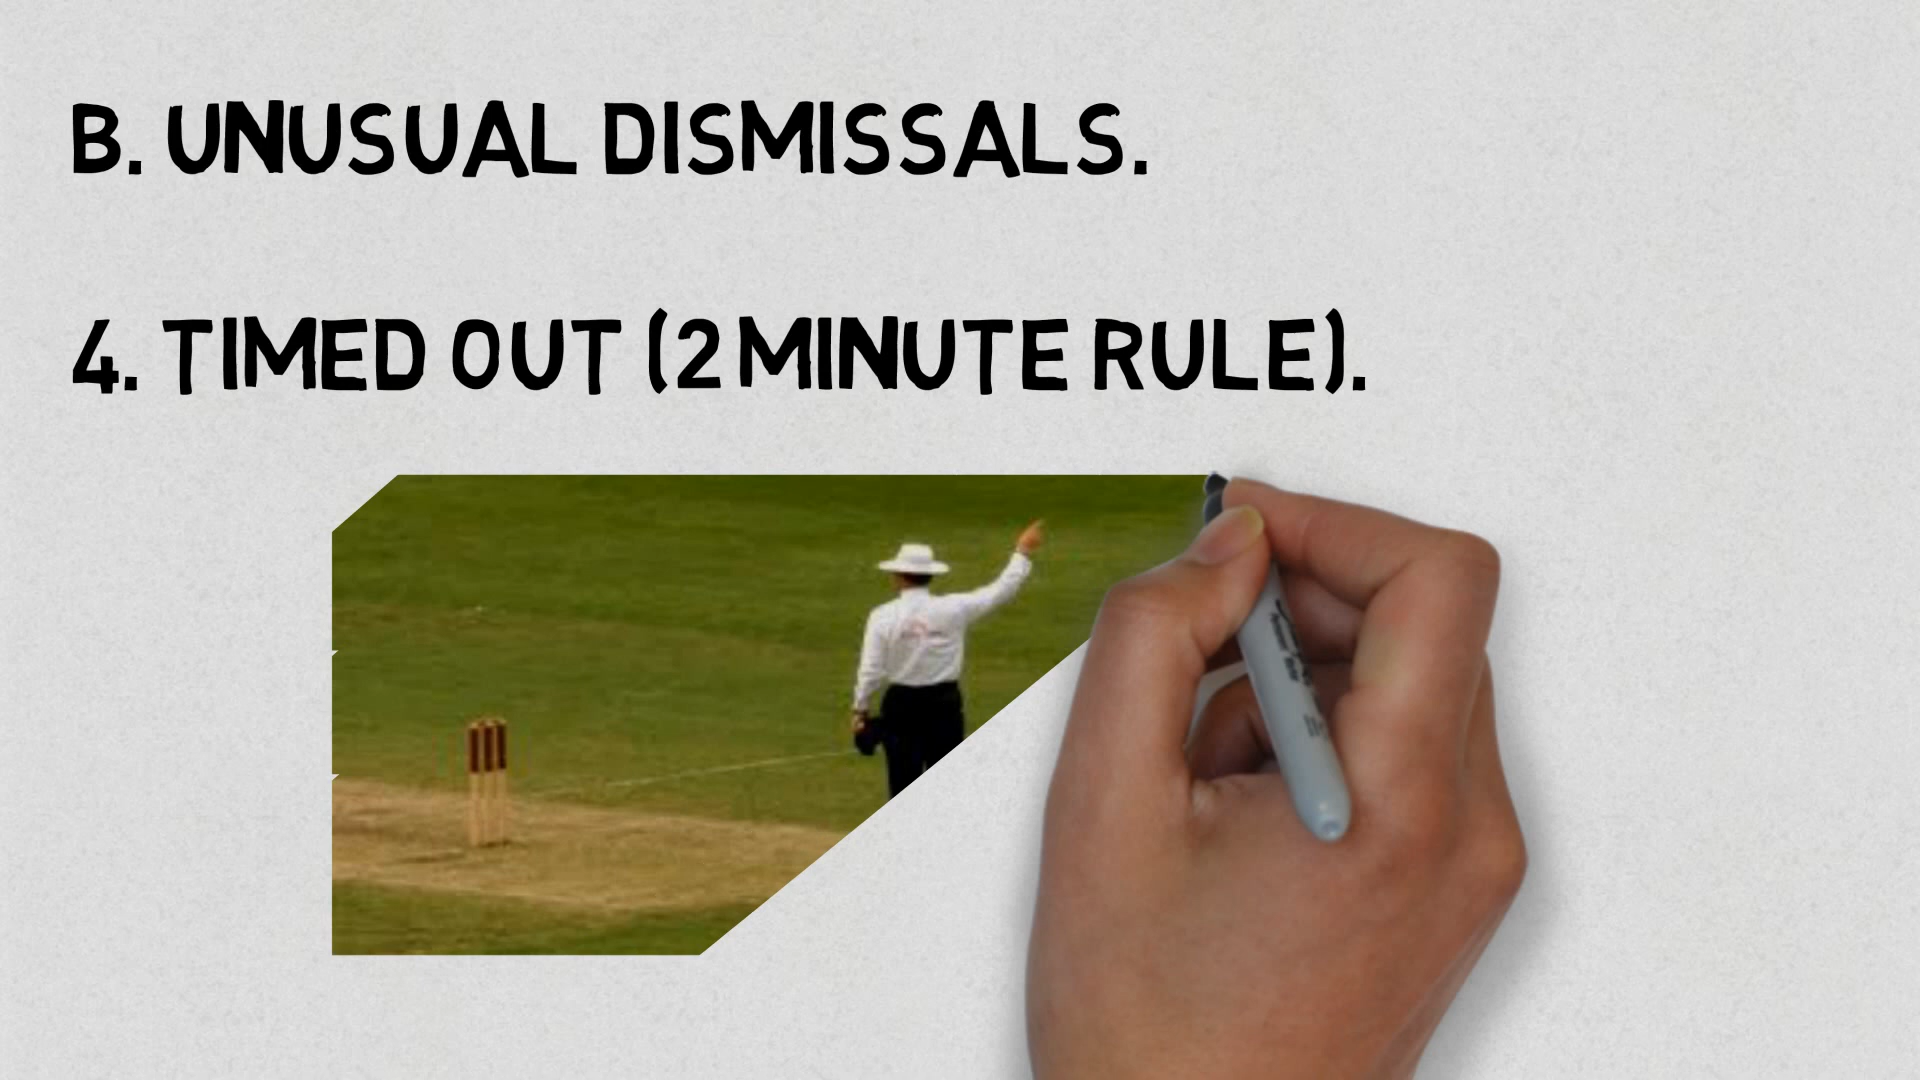 B. UNUSUAL DISMISSALS.
4. TIMED OUT (2 MINUTE RULE).